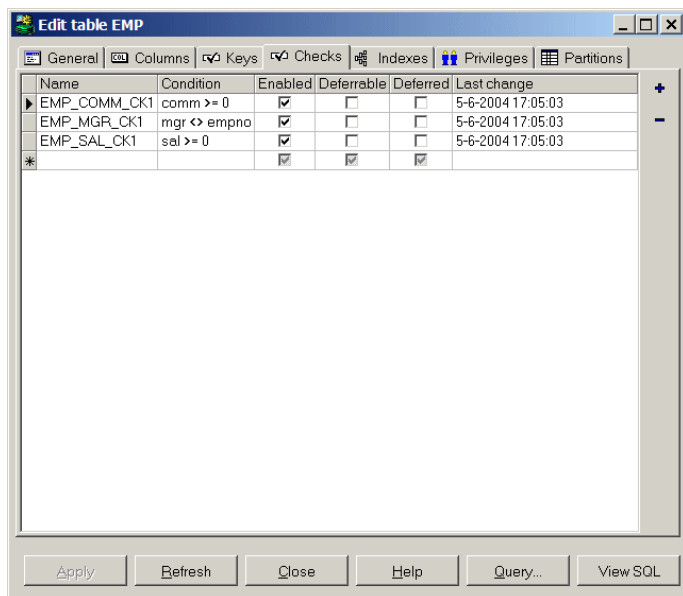 Edit table EMP
General Columns Keys Checks Indexes Privileges Partitions
Name Condition Enabled Deferrable Deferred Last change
EMP_COMM_CK1 comm >= 0 5-6-2004 17:05:03
EMP_MGR_CK1 mgr <> empno 5-6-2004 17:05:03
EMP_SAL_CK1 sal >= 0 5-6-2004 17:05:03
Apply Refresh Close Help Query... View SQL